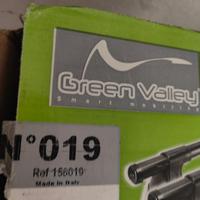 Green Valley
Smart mobility
N°019
Ref 156019
Made in Italy